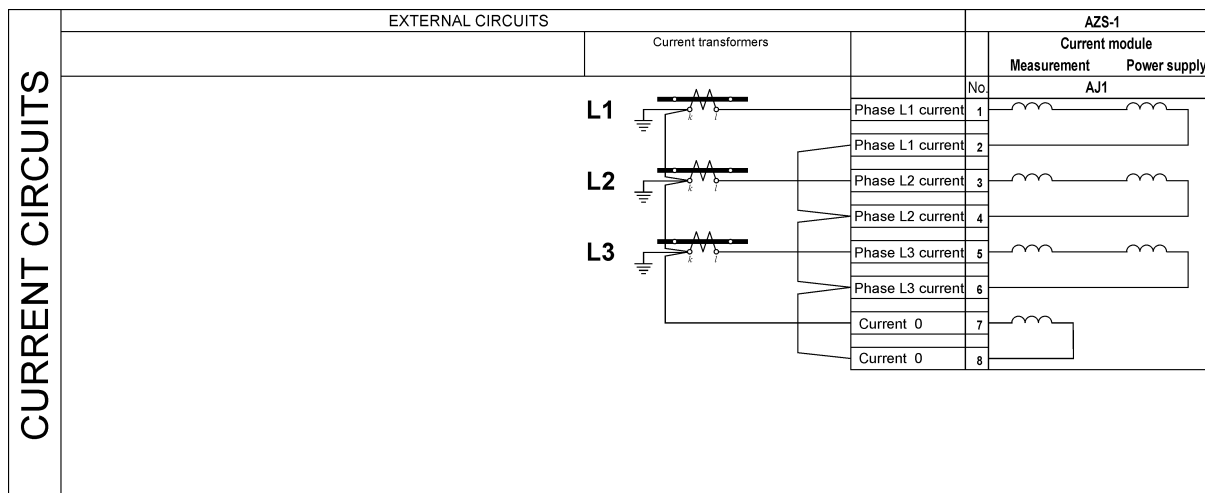 CURRENT CIRCUITS
EXTERNAL CIRCUITS
AZS-1
Current transformers
Current module
Measurement Power supply
No. AJ1
L1 k l Phase L1 current 1
Phase L1 current 2
L2 k l Phase L2 current 3
Phase L2 current 4
L3 k l Phase L3 current 5
Phase L3 current 6
Current 0 7
Current 0 8